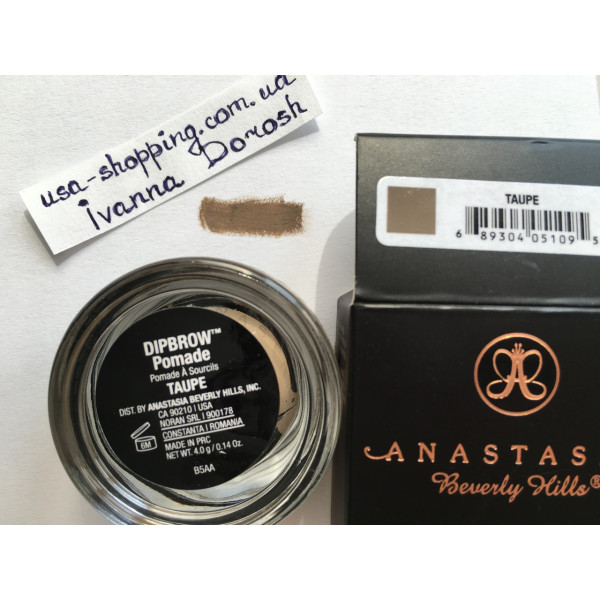 usa-shopping.com.ua
ivanna Dorosh
TAUPE
6 89304 05109 5
DIPBROW™
Pomade
Pomade À Sourcils
TAUPE
DIST. BY ANASTASIA BEVERLY HILLS, INC.
CA 90210 | USA
NORAN SRL | 900178
CONSTANTA | ROMANIA
MADE IN PRC
NET WT. 4.0 g / 0.14 Oz.
6M
B5AA
A
ANASTAS
Beverly Hills®